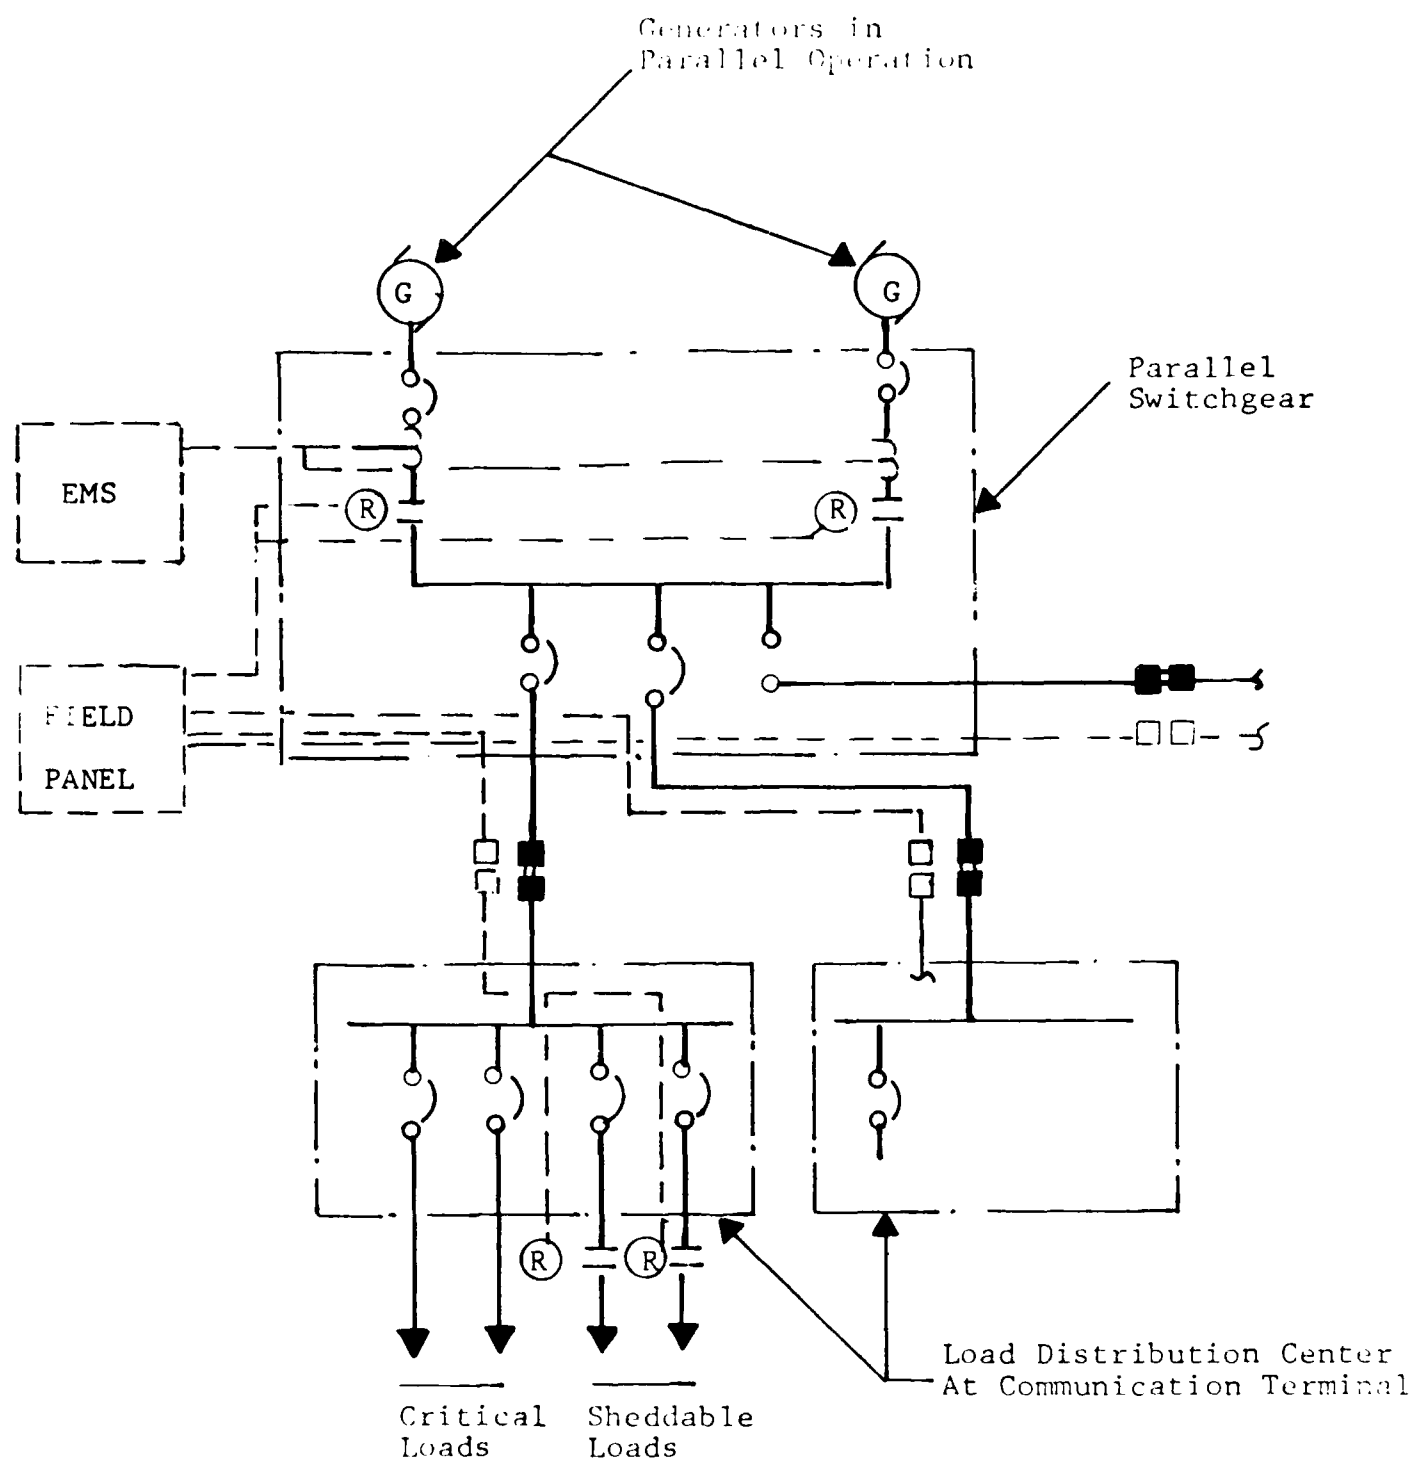 Generators in
Parallel Operation
G
G
Parallel
Switchgear
EMS
R
R
FIELD
PANEL
R
R
Load Distribution Center
At Communication Terminal
Critical
Loads
Sheddable
Loads